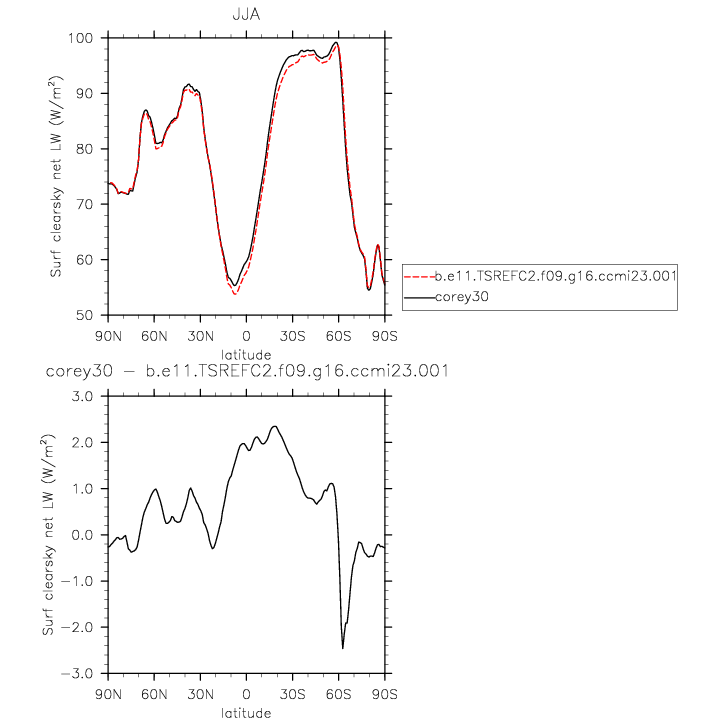 JJA
Surf clearsky net LW (W/m²)
100
90
80
70
60
50
90N 60N 30N 0 30S 60S 90S
latitude
b.e11.TSREFC2.f09.g16.ccmi23.001
corey30
corey30 − b.e11.TSREFC2.f09.g16.ccmi23.001
Surf clearsky net LW (W/m²)
3.0
2.0
1.0
0.0
−1.0
−2.0
−3.0
90N 60N 30N 0 30S 60S 90S
latitude